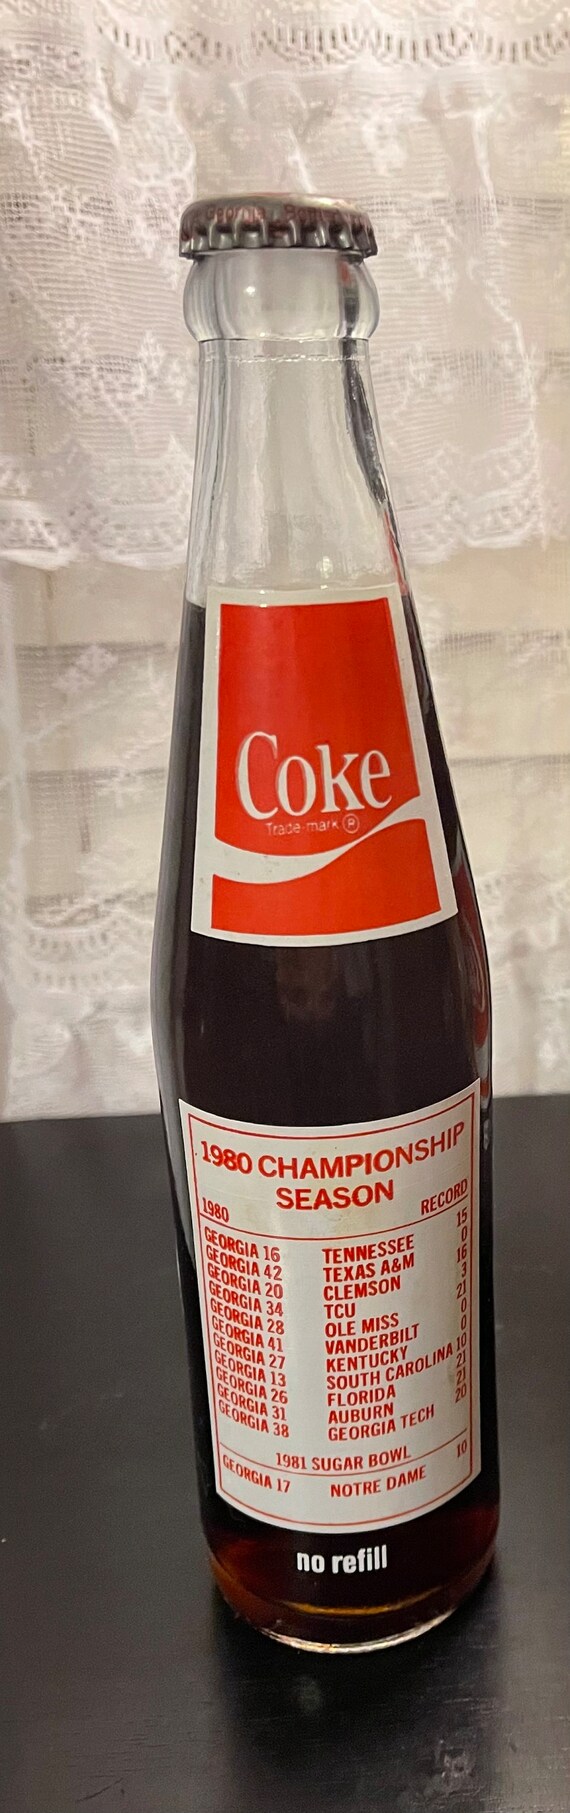 Georgia
Coke
Trade-mark ®
1980 CHAMPIONSHIP
SEASON
1980 RECORD
GEORGIA 16 TENNESSEE 15
GEORGIA 42 TEXAS A&M 0
GEORGIA 20 CLEMSON 16
GEORGIA 34 TCU 3
GEORGIA 28 OLE MISS 21
GEORGIA 41 VANDERBILT 0
GEORGIA 27 KENTUCKY 0
GEORGIA 13 SOUTH CAROLINA 10
GEORGIA 26 FLORIDA 21
GEORGIA 31 AUBURN 21
GEORGIA 38 GEORGIA TECH 20
1981 SUGAR BOWL
GEORGIA 17 NOTRE DAME 10
no refill